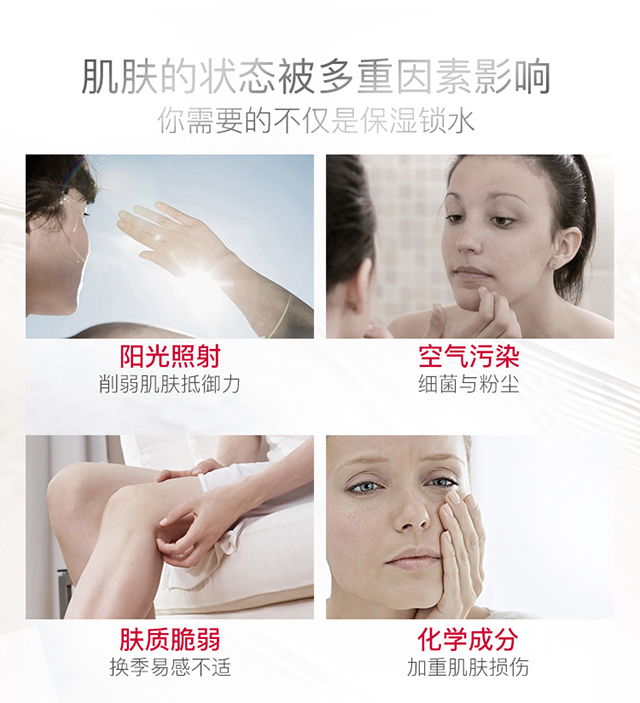 肌肤的状态被多重因素影响
你需要的不仅是保湿锁水
阳光照射
削弱肌肤抵御力
空气污染
细菌与粉尘
肤质脆弱
换季易感不适
化学成分
加重肌肤损伤